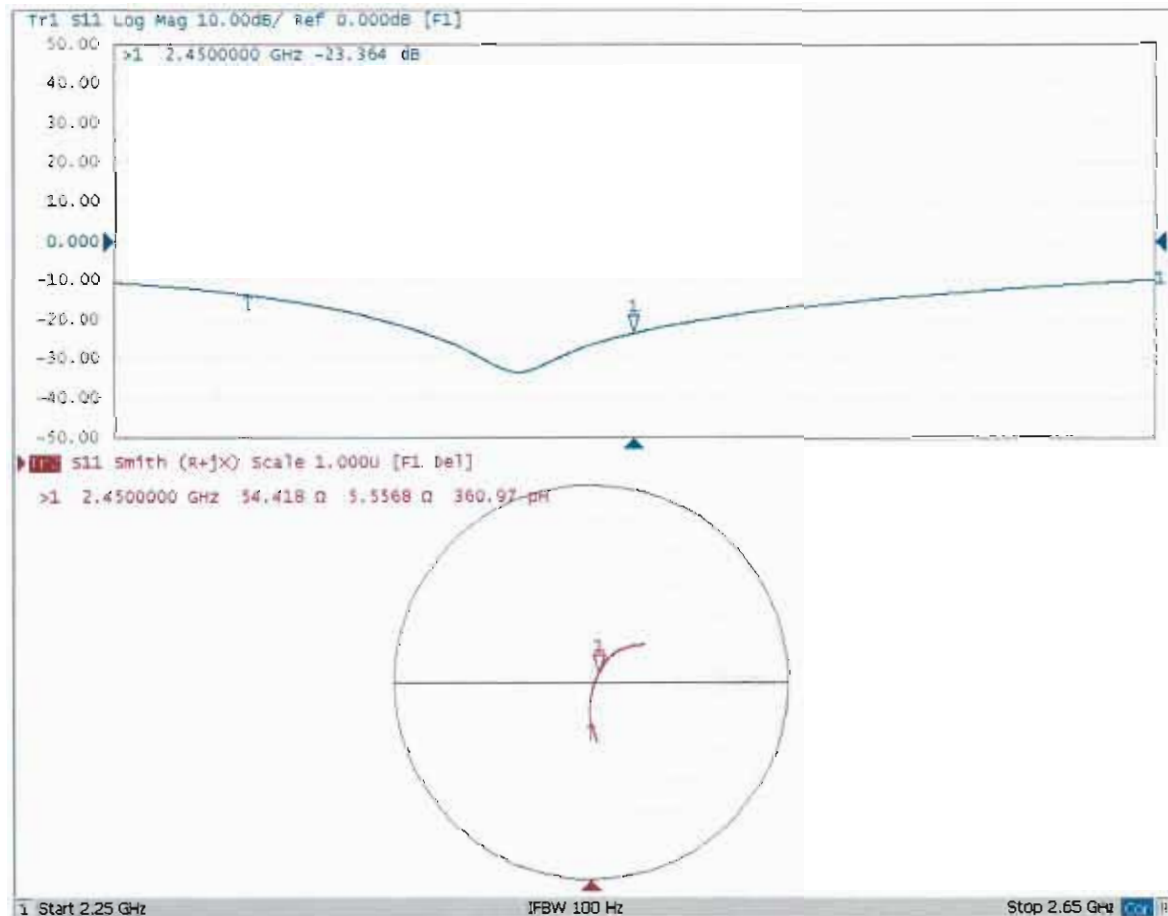 Tr1 S11 Log Mag 10.00dB/ Ref 0.000dB [F1]
50.00
>1 2.4500000 GHz -23.364 dB
40.00
30.00
20.00
10.00
0.000
-10.00
1
1
-20.00
-30.00
-40.00
-50.00
S11 Smith (R+jX) Scale 1.000U [F1 Del]
>1 2.4500000 GHz 54.418 Ω 5.5568 Ω 360.97 pH
1
1 Start 2.25 GHz IFBW 100 Hz Stop 2.65 GHz Cor